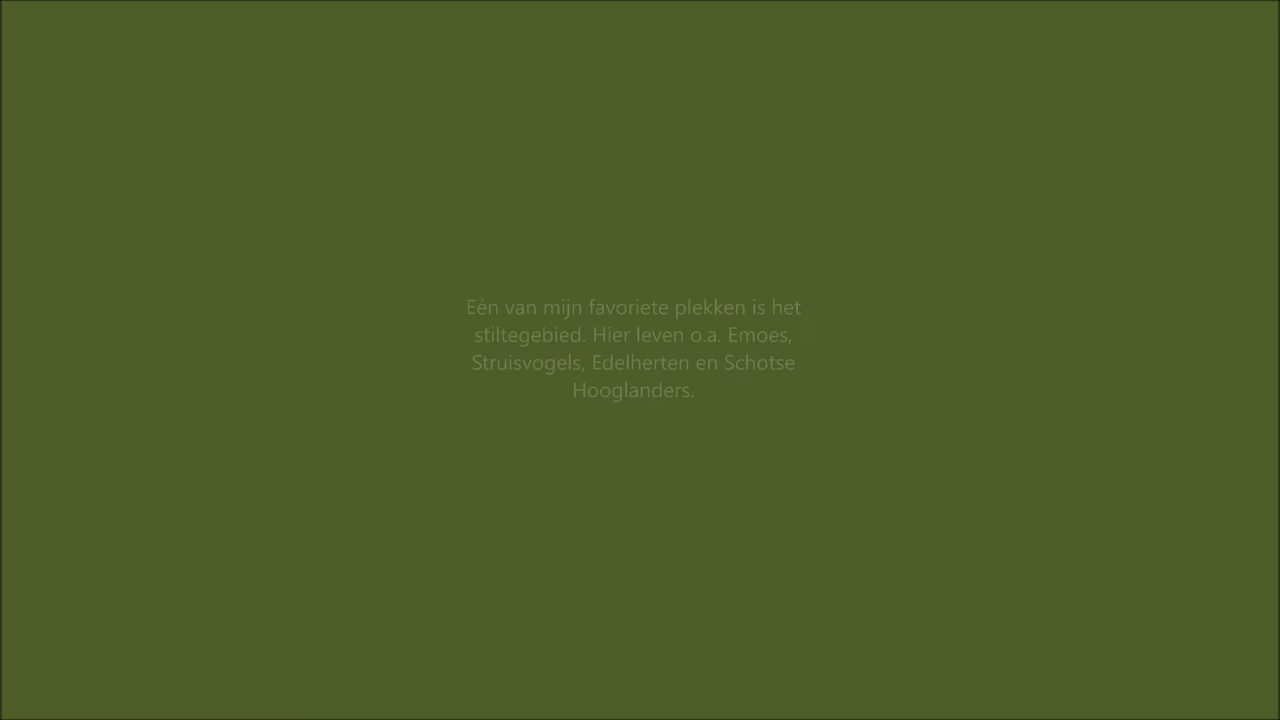 Eén van mijn favoriete plekken is het
stiltegebied. Hier leven o.a. Emoes,
Struisvogels, Edelherten en Schotse
Hooglanders.